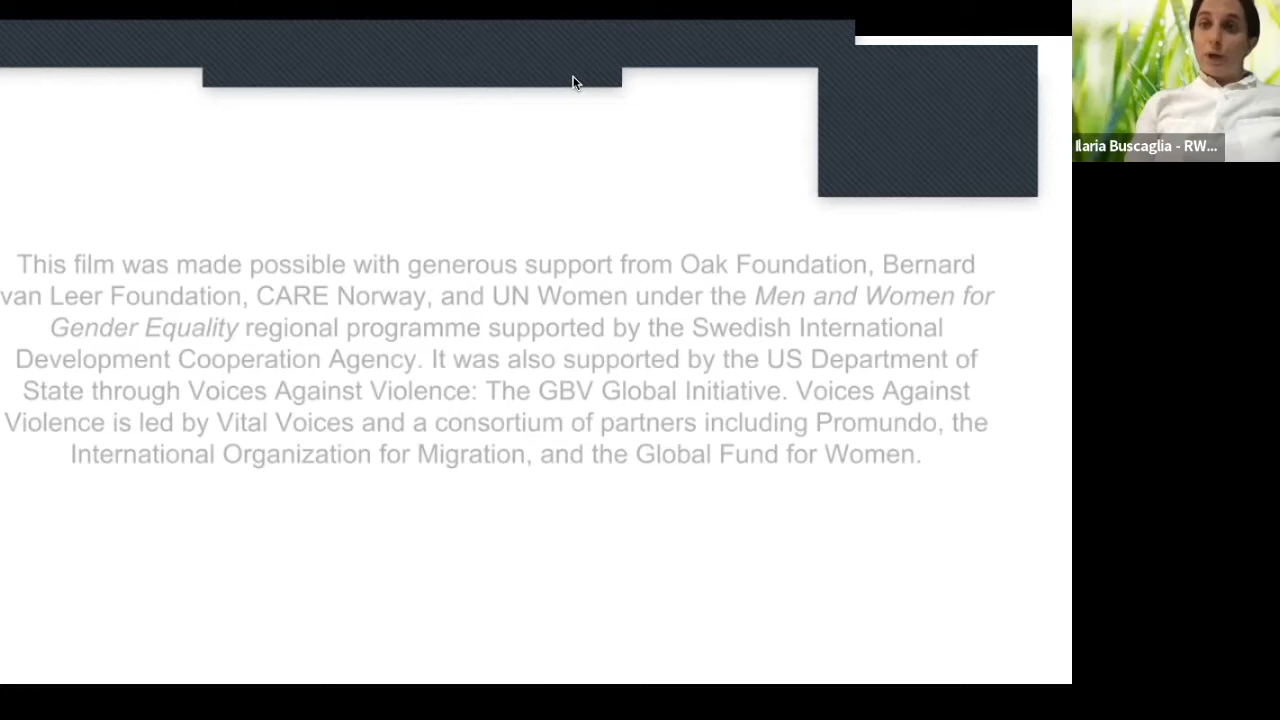 This film was made possible with generous support from Oak Foundation, Bernard
van Leer Foundation, CARE Norway, and UN Women under the Men and Women for
Gender Equality regional programme supported by the Swedish International
Development Cooperation Agency. It was also supported by the US Department of
State through Voices Against Violence: The GBV Global Initiative. Voices Against
Violence is led by Vital Voices and a consortium of partners including Promundo, the
International Organization for Migration, and the Global Fund for Women.
Ilaria Buscaglia - RW...